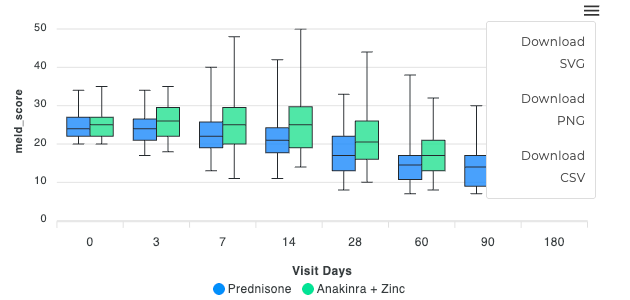 50
40
30
20
10
0
meld_score
Download
SVG
Download
PNG
Download
CSV
0 3 7 14 28 60 90 180
Visit Days
Prednisone Anakinra + Zinc